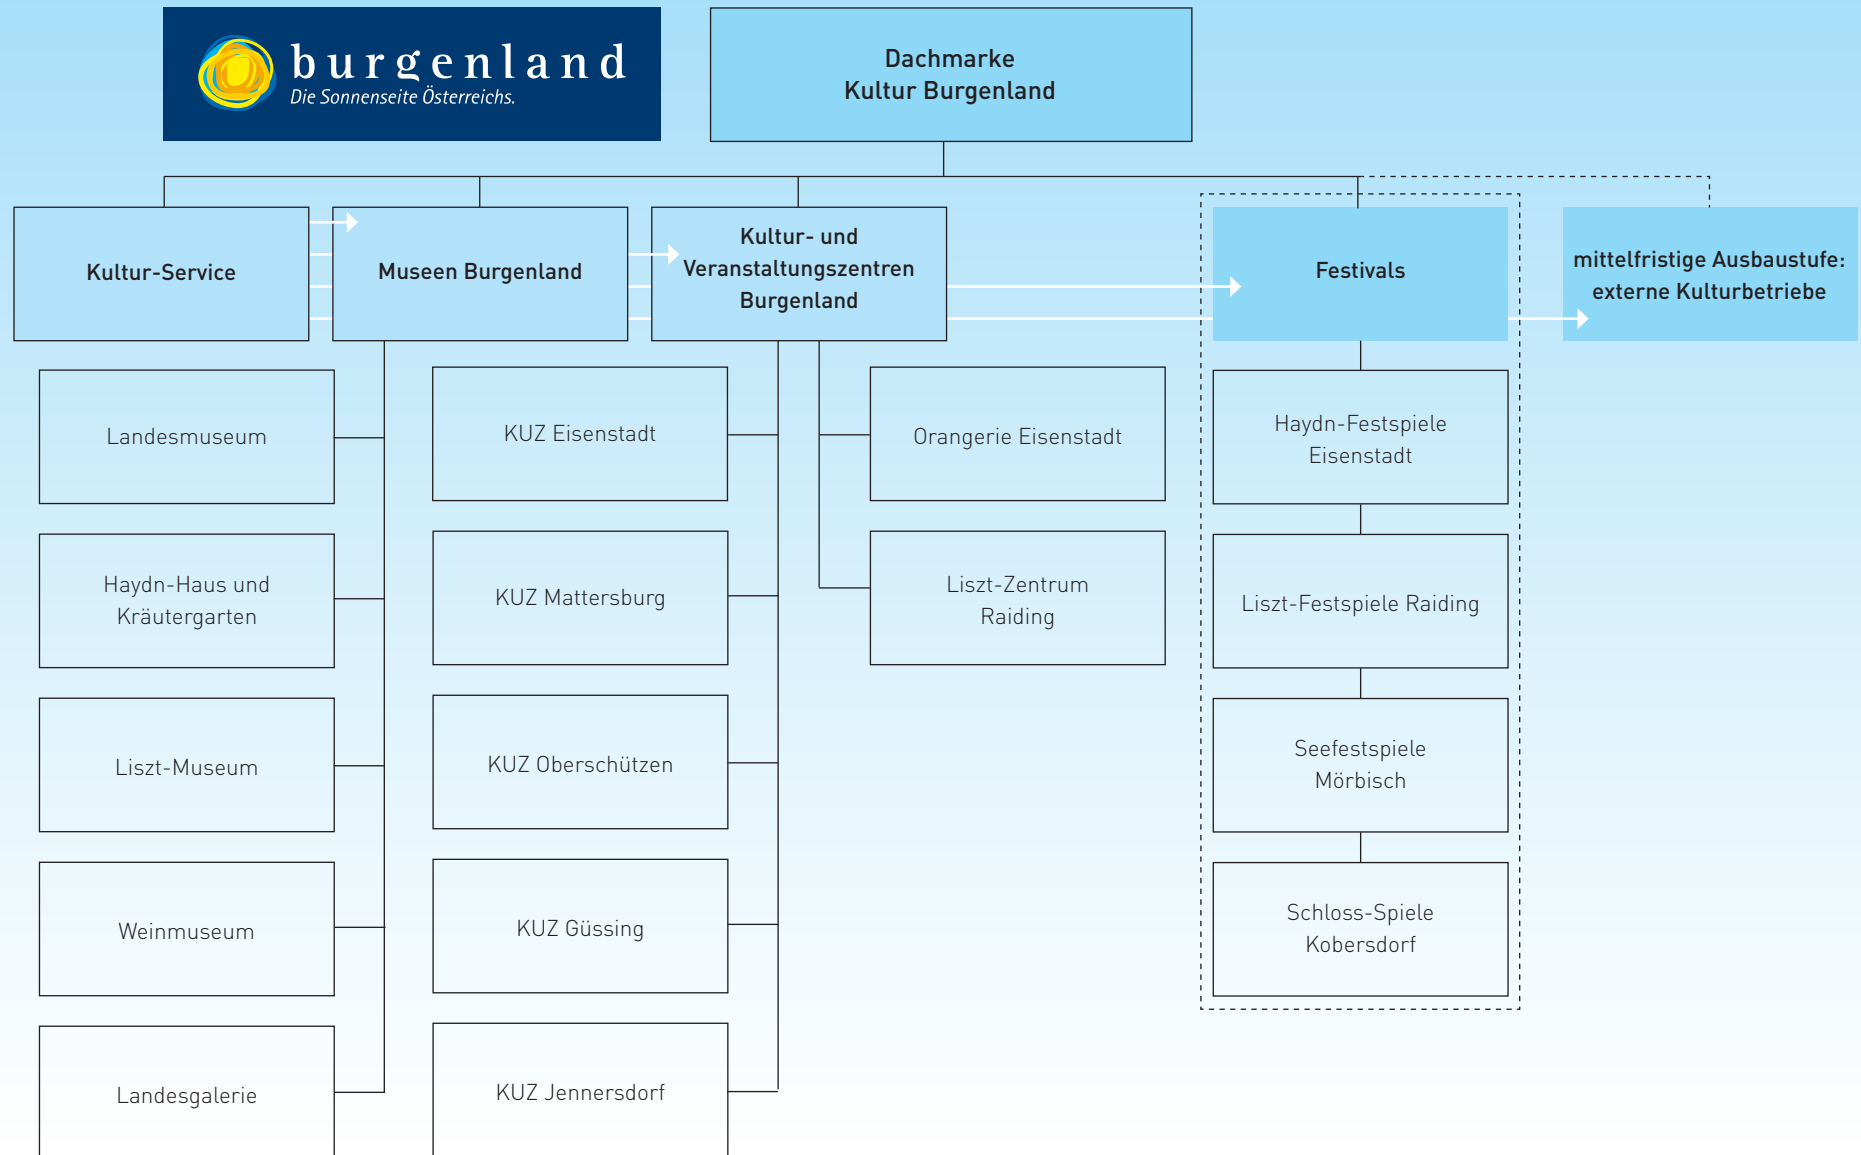 burgenland
Die Sonnenseite Österreichs.
Dachmarke
Kultur Burgenland
Kultur-Service
Museen Burgenland
Kultur- und
Veranstaltungszentren
Burgenland
Festivals
mittelfristige Ausbaustufe:
externe Kulturbetriebe
Landesmuseum
Haydn-Haus und
Kräutergarten
Liszt-Museum
Weinmuseum
Landesgalerie
KUZ Eisenstadt
KUZ Mattersburg
KUZ Oberschützen
KUZ Güssing
KUZ Jennersdorf
Orangerie Eisenstadt
Liszt-Zentrum
Raiding
Haydn-Festspiele
Eisenstadt
Liszt-Festspiele Raiding
Seefestspiele
Mörbisch
Schloss-Spiele
Kobersdorf